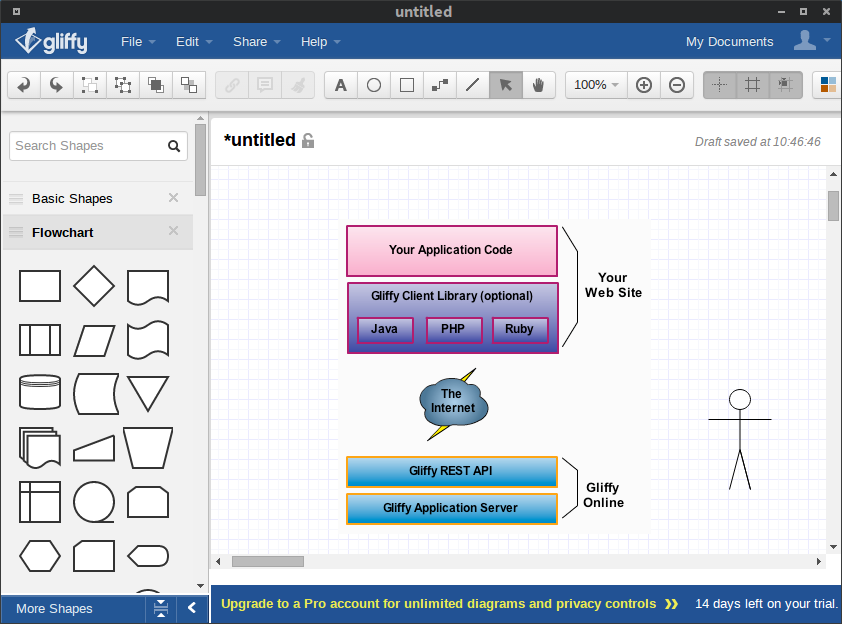 untitled
gliffy
File
Edit
Share
Help
My Documents
A
100%
Search Shapes
*untitled
Draft saved at 10:46:46
Basic Shapes
Flowchart
Your Application Code
Gliffy Client Library (optional)
Java
PHP
Ruby
Your
Web Site
The
Internet
Gliffy REST API
Gliffy Application Server
Gliffy
Online
More Shapes
Upgrade to a Pro account for unlimited diagrams and privacy controls
14 days left on your trial.